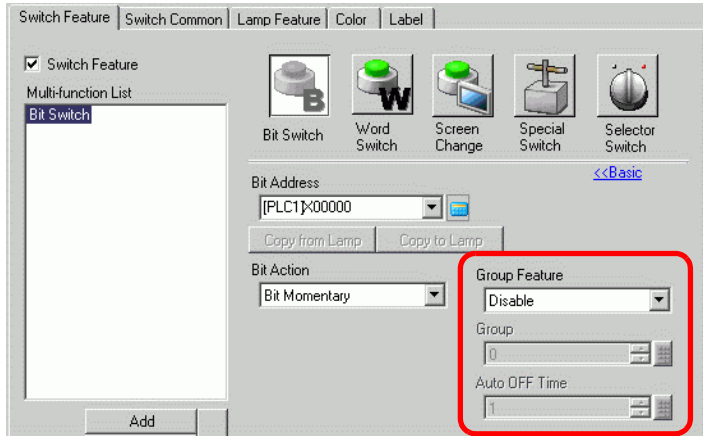 Switch Feature Switch Common Lamp Feature Color Label
Switch Feature
Multi-function List
Bit Switch
B
W
Bit Switch
Word
Switch
Screen
Change
Special
Switch
Selector
Switch
<<Basic
Bit Address
[PLC1]X00000
Copy from Lamp Copy to Lamp
Bit Action
Bit Momentary
Group Feature
Disable
Group
0
Auto OFF Time
1
Add